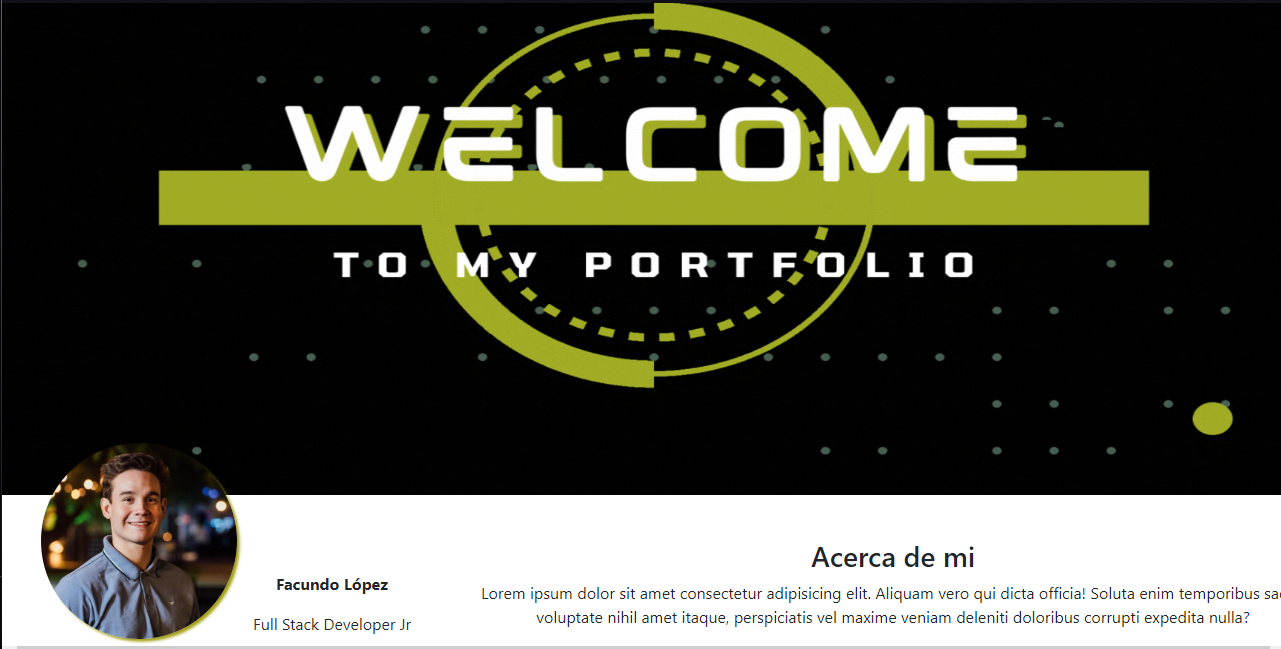 WELCOME
TO MY PORTFOLIO
Acerca de mi
Facundo López
Full Stack Developer Jr
Lorem ipsum dolor sit amet consectetur adipisicing elit. Aliquam vero qui dicta officia! Soluta enim temporibus
voluptate nihil amet itaque, perspiciatis vel maxime veniam deleniti doloribus corrupti expedita nulla?